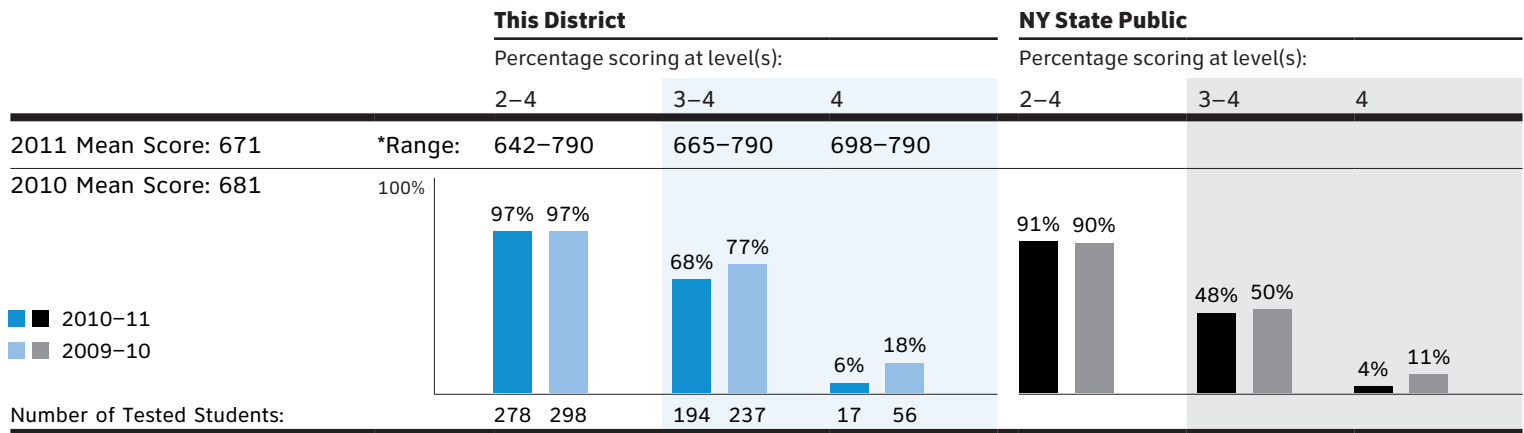 This District NY State Public
Percentage scoring at level(s): Percentage scoring at level(s):
2–4 3–4 4 2–4 3–4 4
2011 Mean Score: 671 *Range: 642–790 665–790 698–790
2010 Mean Score: 681 100%
97% 97% 68% 77% 6% 18% 91% 90% 48% 50% 4% 11%
2010–11
2009–10
Number of Tested Students: 278 298 194 237 17 56